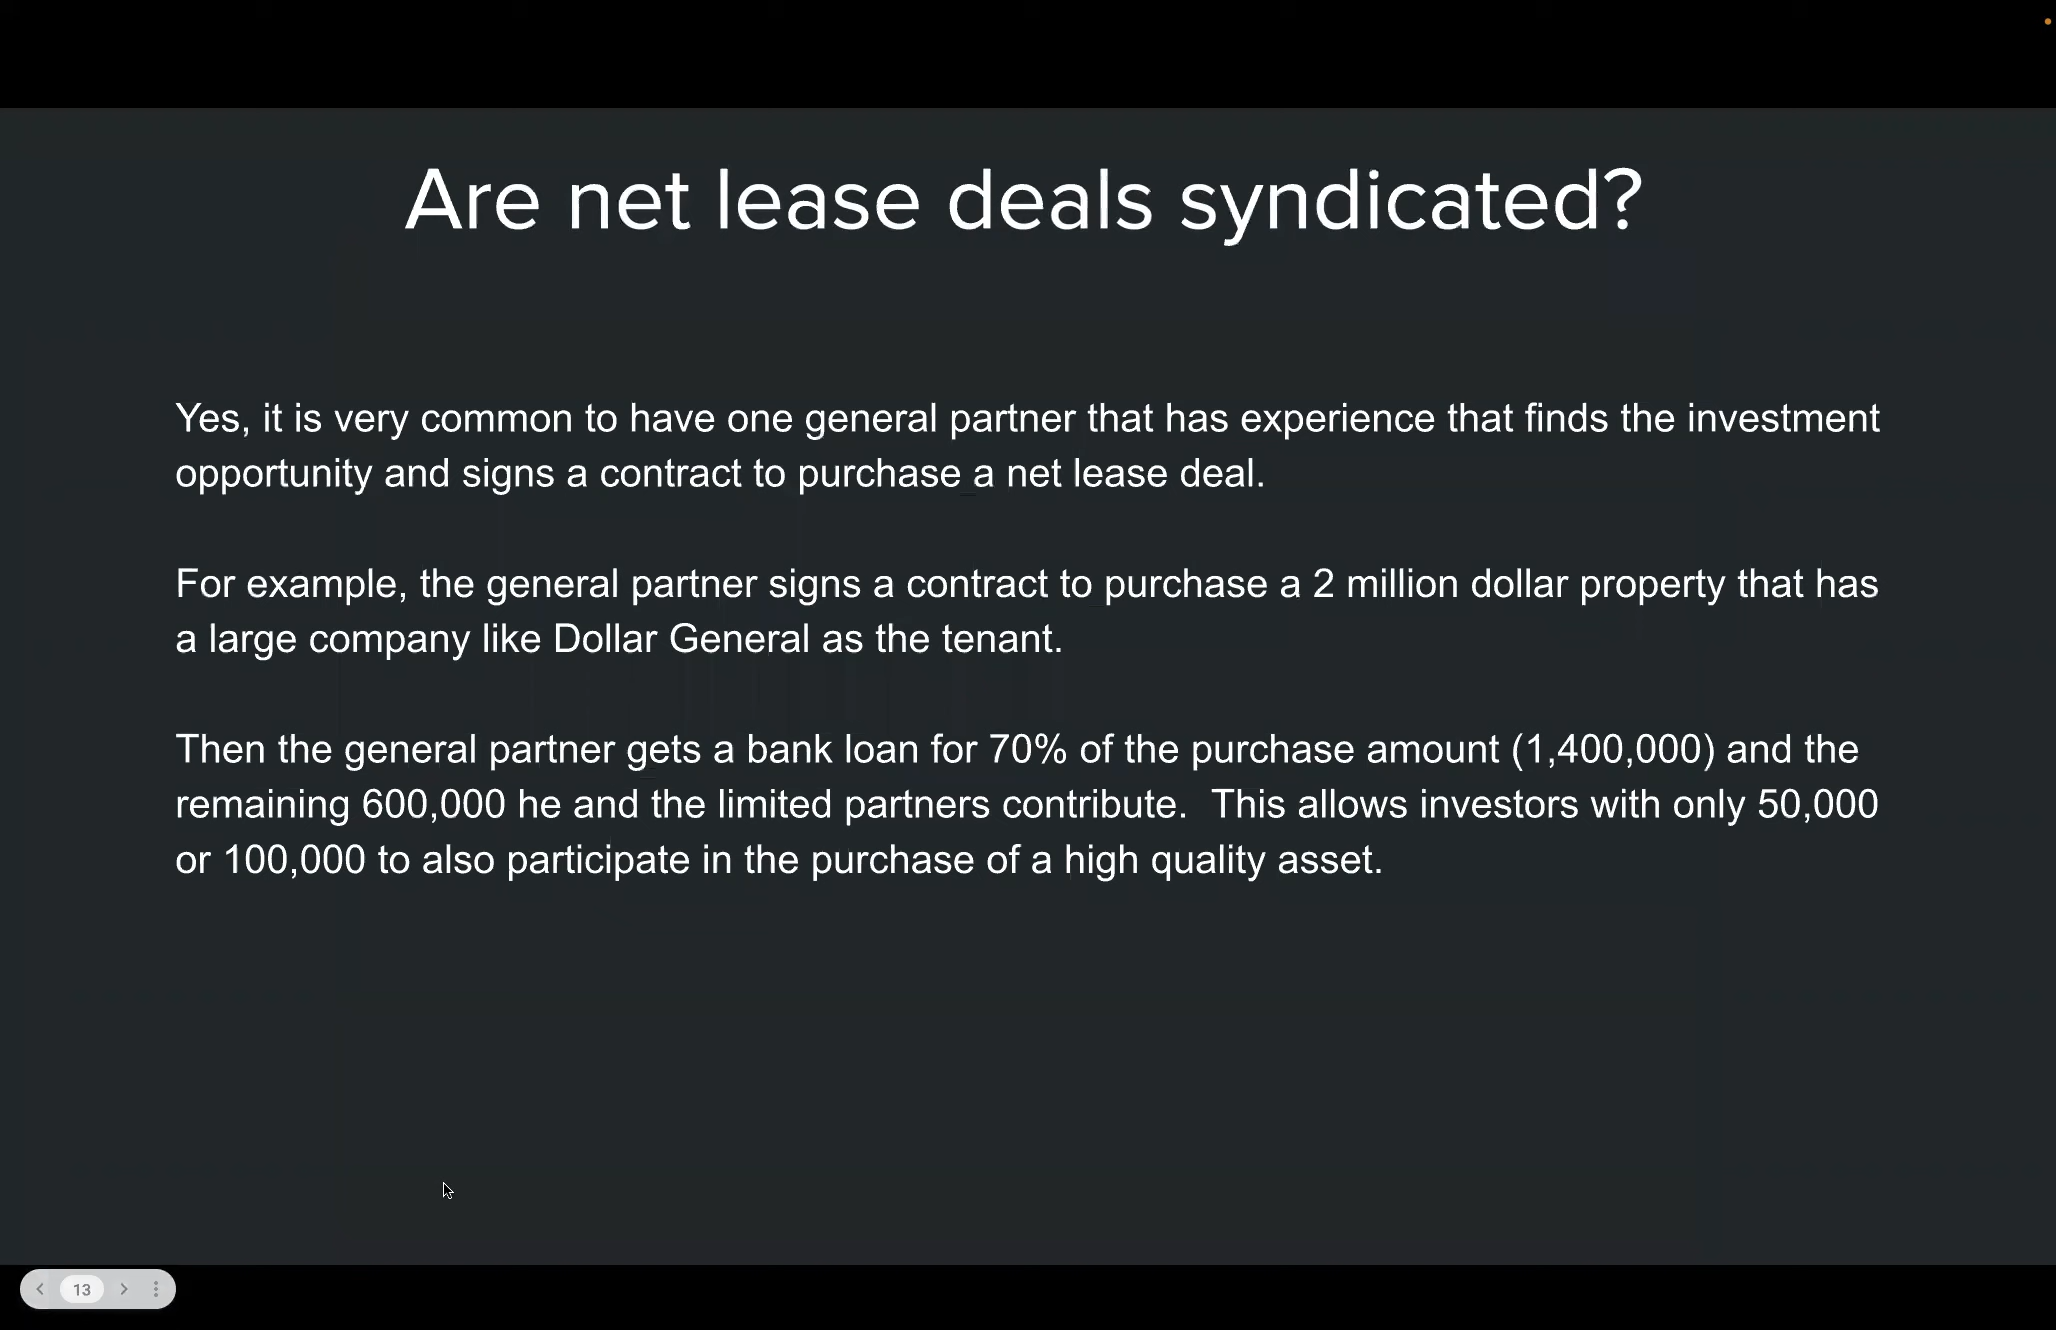 Are net lease deals syndicated?
Yes, it is very common to have one general partner that has experience that finds the investment
opportunity and signs a contract to purchase a net lease deal.
For example, the general partner signs a contract to purchase a 2 million dollar property that has
a large company like Dollar General as the tenant.
Then the general partner gets a bank loan for 70% of the purchase amount (1,400,000) and the
remaining 600,000 he and the limited partners contribute.  This allows investors with only 50,000
or 100,000 to also participate in the purchase of a high quality asset.
13